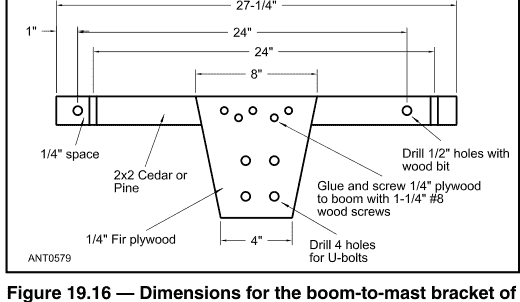 27-1/4"
1"
24"
24"
8"
1/4" space
2x2 Cedar or
Pine
Drill 1/2" holes with
wood bit
Glue and screw 1/4" plywood
to boom with 1-1/4" #8
wood screws
1/4" Fir plywood
4"
Drill 4 holes
for U-bolts
ANT0579
Figure 19.16 — Dimensions for the boom-to-mast bracket of